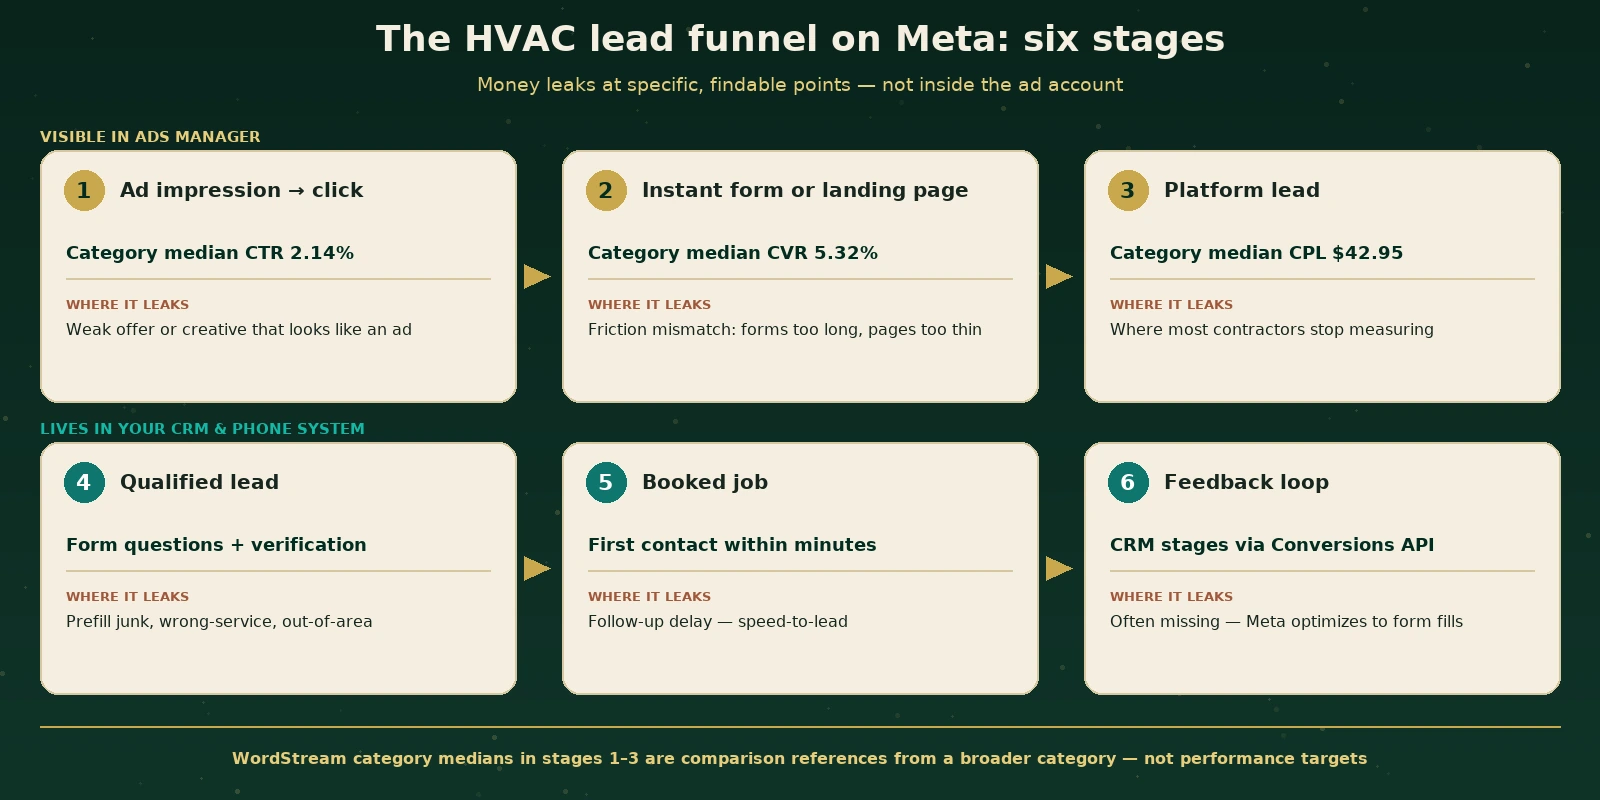 The HVAC lead funnel on Meta: six stages
Money leaks at specific, findable points — not inside the ad account
VISIBLE IN ADS MANAGER
1 Ad impression → click
Category median CTR 2.14%
WHERE IT LEAKS
Weak offer or creative that looks like an ad
2 Instant form or landing page
Category median CVR 5.32%
WHERE IT LEAKS
Friction mismatch: forms too long, pages too thin
3 Platform lead
Category median CPL $42.95
WHERE IT LEAKS
Where most contractors stop measuring
LIVES IN YOUR CRM & PHONE SYSTEM
4 Qualified lead
Form questions + verification
WHERE IT LEAKS
Prefill junk, wrong-service, out-of-area
5 Booked job
First contact within minutes
WHERE IT LEAKS
Follow-up delay — speed-to-lead
6 Feedback loop
CRM stages via Conversions API
WHERE IT LEAKS
Often missing — Meta optimizes to form fills
WordStream category medians in stages 1–3 are comparison references from a broader category — not performance targets